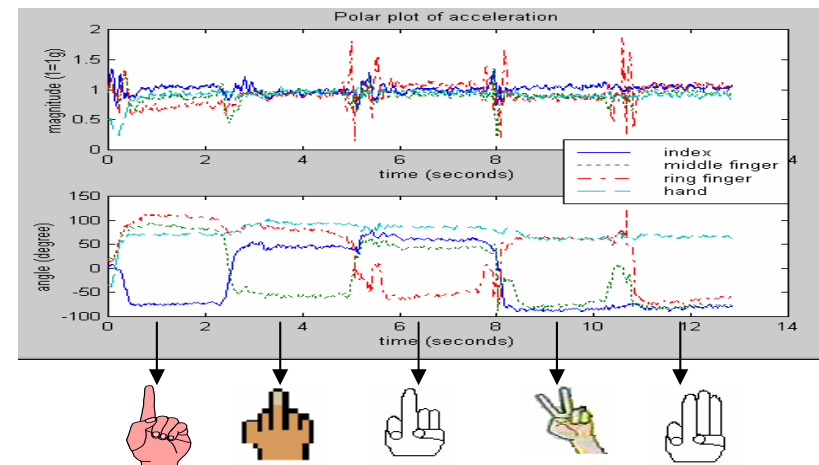 Polar plot of acceleration
magnitude (1=1g)
2
1.5
1
0.5
0
0 2 4 6 8 14
time (seconds)
index
middle finger
ring finger
hand
angle (degree)
150
100
50
0
-50
-100
0 2 4 6 8 10 12 14
time (seconds)